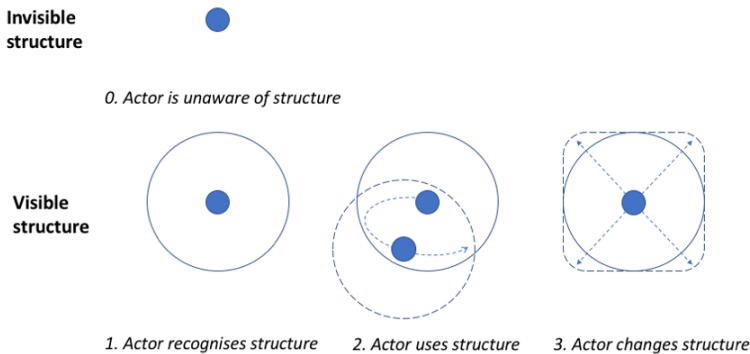 Invisible
structure
0. Actor is unaware of structure
Visible
structure
1. Actor recognises structure
2. Actor uses structure
3. Actor changes structure